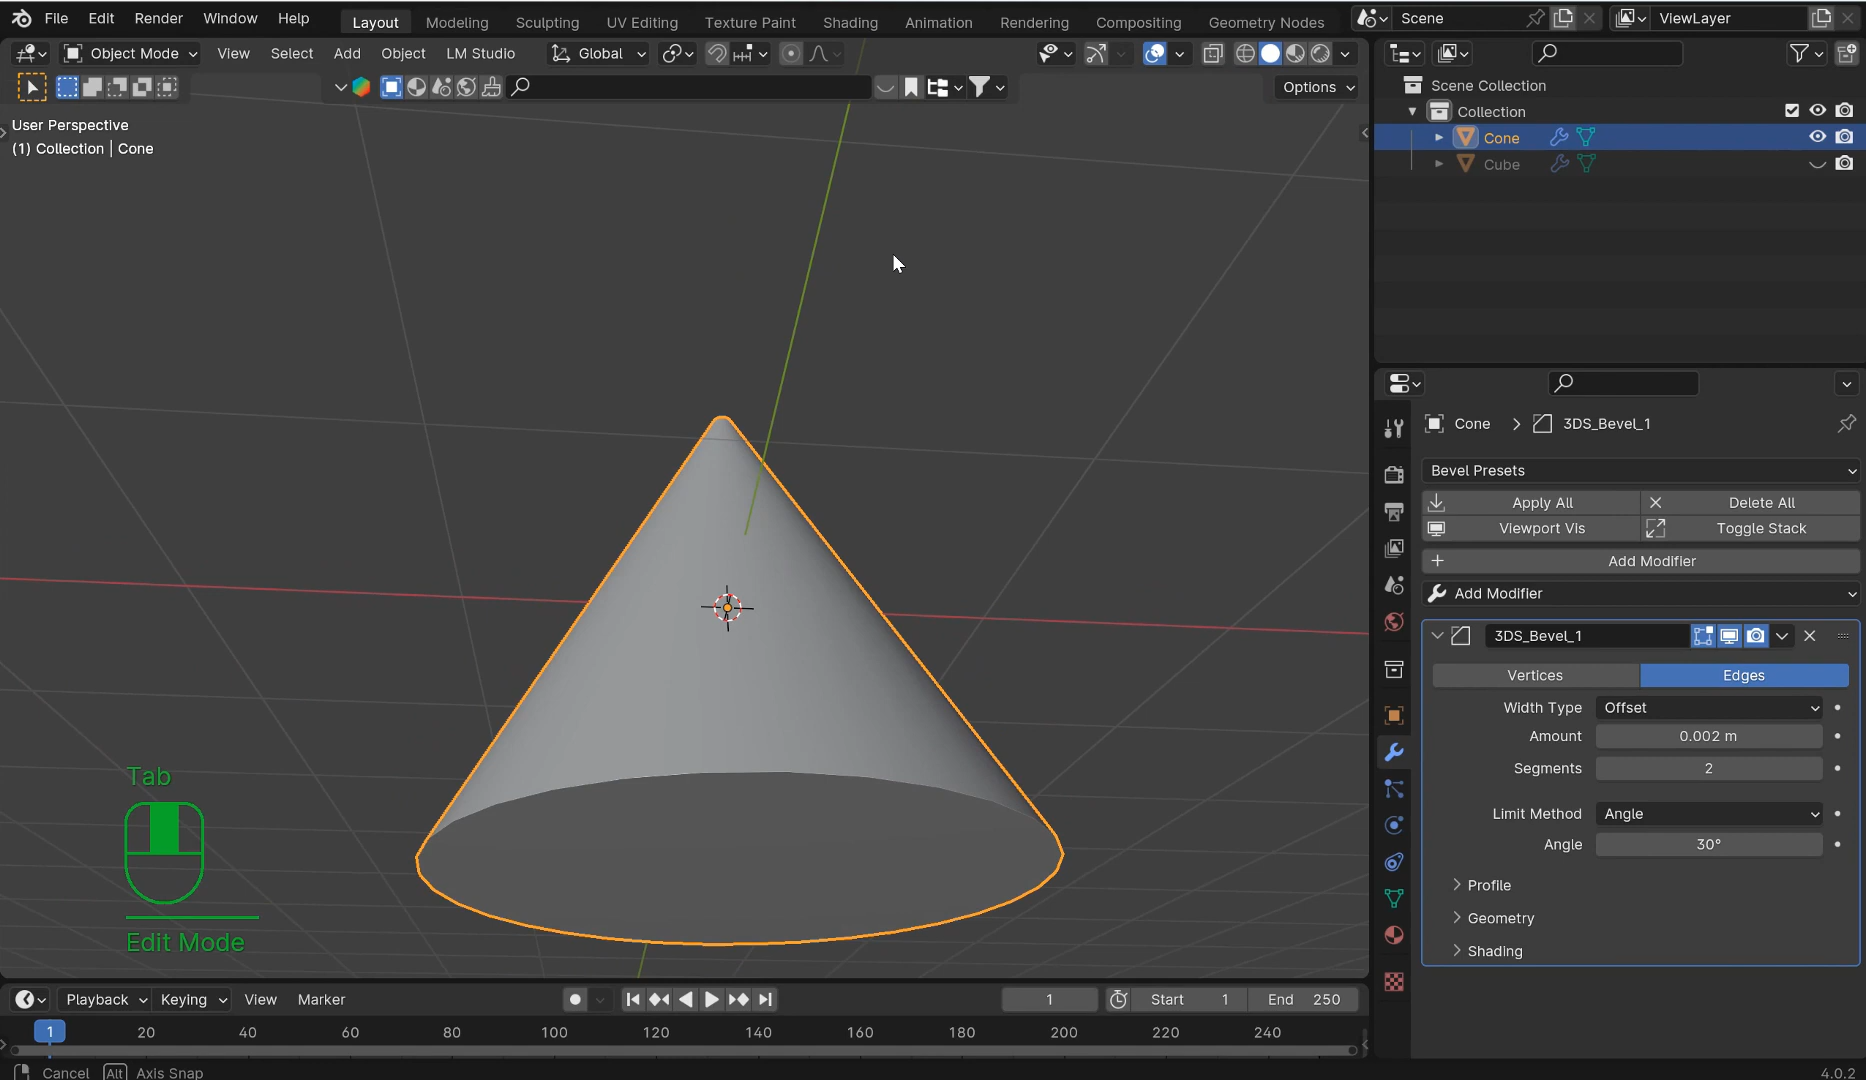 File Edit Render Window Help Layout Modeling Sculpting UV Editing Texture Paint Shading Animation Rendering Compositing Geometry Nodes Scene ViewLayer
Object Mode View Select Add Object LM Studio Global
Options
User Perspective
(1) Collection | Cone
Scene Collection
Collection
Cone
Cube
Cone > 3DS_Bevel_1
Bevel Presets
Apply All Delete All
Viewport Vis Toggle Stack
Add Modifier
Add Modifier
3DS_Bevel_1
Vertices Edges
Width Type Offset
Amount 0.002 m
Segments 2
Limit Method Angle
Angle 30°
Profile
Geometry
Shading
Tab
Edit Mode
Playback Keying View Marker 1 Start 1 End 250
1 20 40 60 80 100 120 140 160 180 200 220 240
Cancel Alt Axis Snap 4.0.2